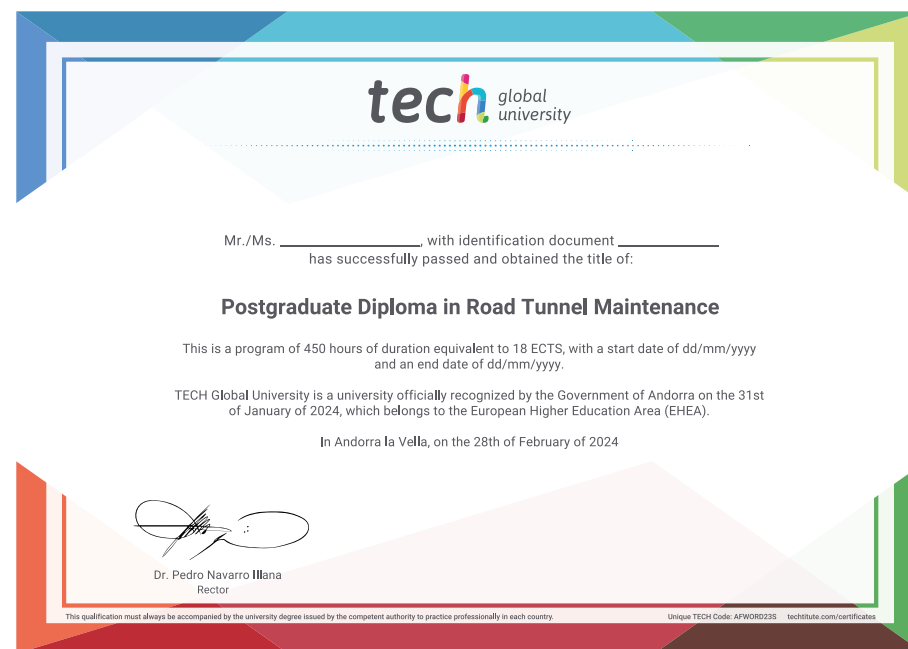 tech global
university
Mr./Ms. ____________________, with identification document ______________
has successfully passed and obtained the title of:
Postgraduate Diploma in Road Tunnel Maintenance
This is a program of 450 hours of duration equivalent to 18 ECTS, with a start date of dd/mm/yyyy
and an end date of dd/mm/yyyy.
TECH Global University is a university officially recognized by the Government of Andorra on the 31st
of January of 2024, which belongs to the European Higher Education Area (EHEA).
In Andorra la Vella, on the 28th of February of 2024
Dr. Pedro Navarro Illana
Rector
This qualification must always be accompanied by the university degree issued by the competent authority to practice professionally in each country.
Unique TECH Code: AFWORD23S techtitute.com/certificates